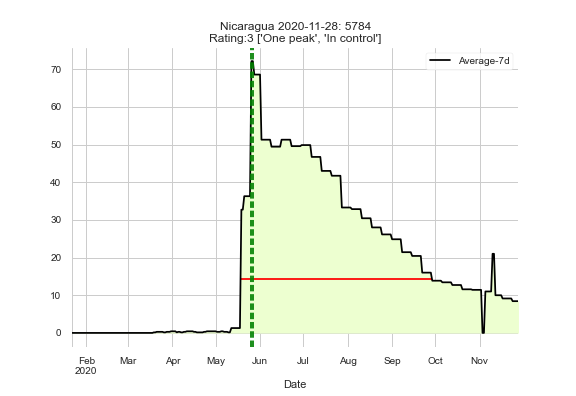 Nicaragua 2020-11-28: 5784
Rating:3 ['One peak', 'In control']
Average-7d
70
60
50
40
30
20
10
0
Feb Mar Apr May Jun Jul Aug Sep Oct Nov
2020
Date